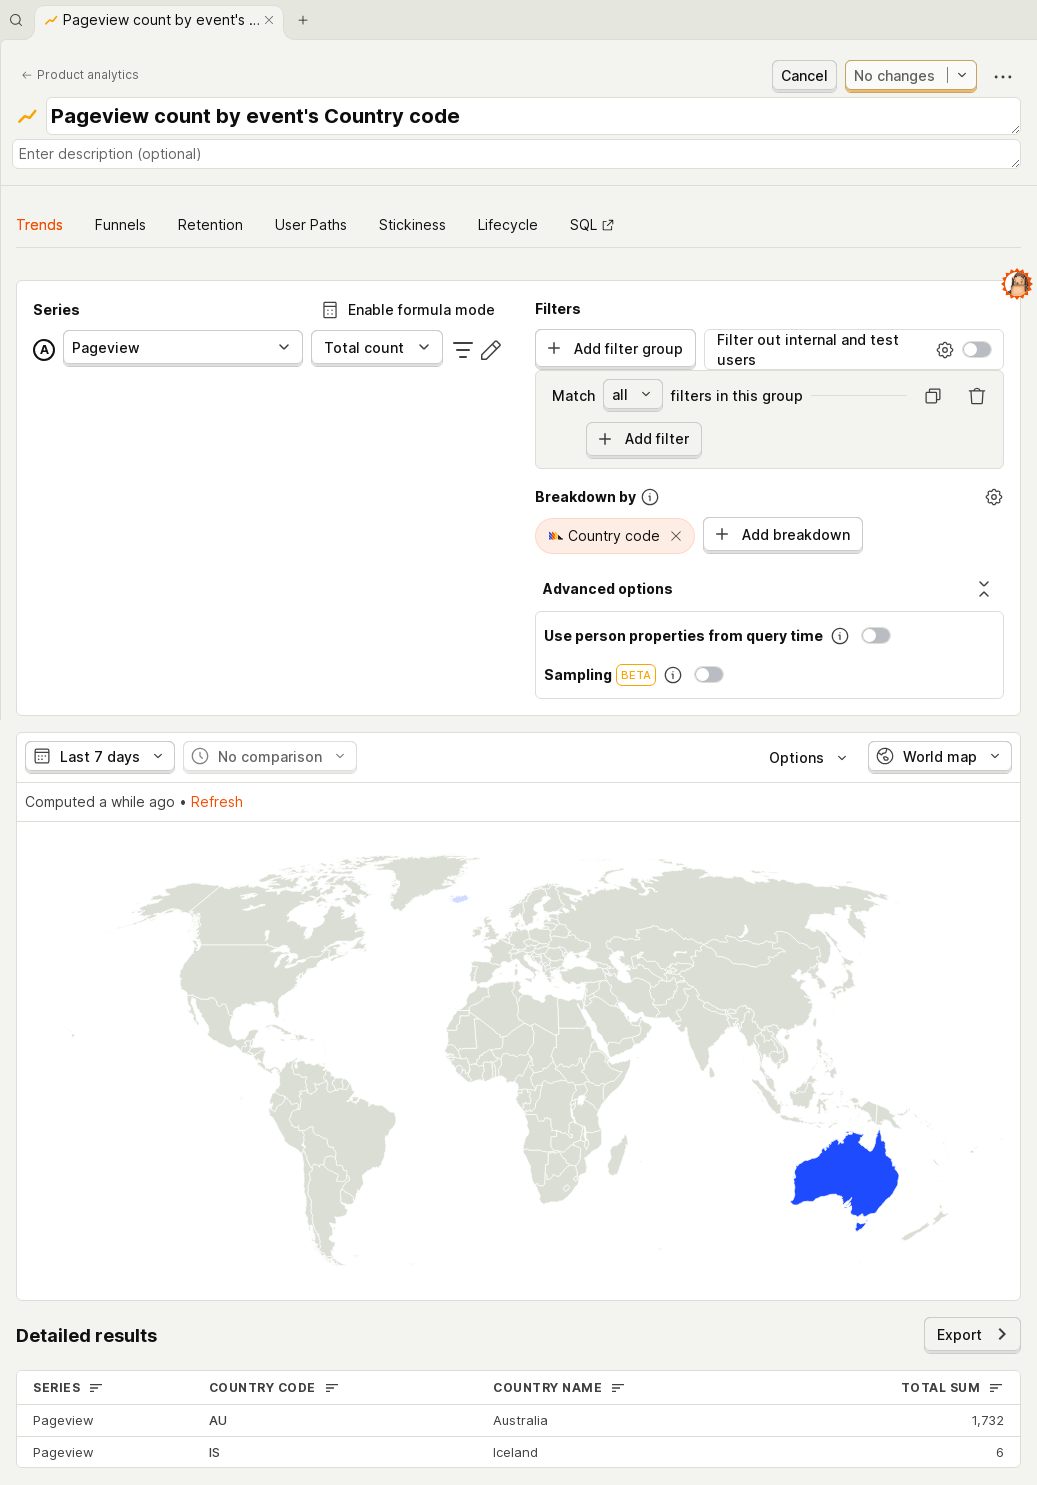 Pageview count by event's ...
Product analytics
Cancel
No changes
Pageview count by event's Country code
Enter description (optional)
Trends
Funnels
Retention
User Paths
Stickiness
Lifecycle
SQL
Series
Enable formula mode
A
Pageview
Total count
Filters
Add filter group
Filter out internal and test
users
Match
all
filters in this group
Add filter
Breakdown by
Country code
Add breakdown
Advanced options
Use person properties from query time
Sampling
BETA
Last 7 days
No comparison
Options
World map
Computed a while ago • Refresh
Detailed results
Export
SERIES
COUNTRY CODE
COUNTRY NAME
TOTAL SUM
Pageview
AU
Australia
1,732
Pageview
IS
Iceland
6